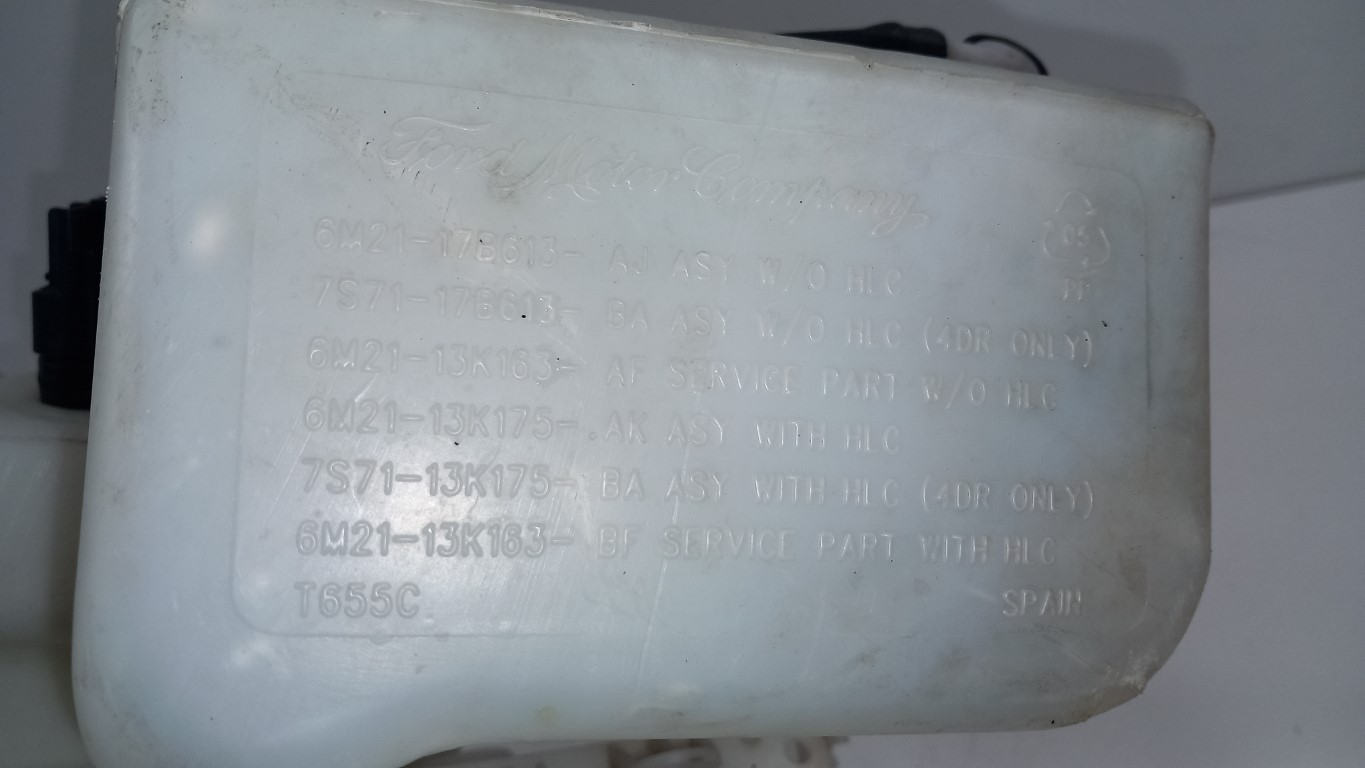 Ford Motor Company
05
PP
6M21-17B613- AJ ASY W/O HLC
7S71-17B613- BA ASY W/O HLC (4DR ONLY)
6M21-13K163- AF SERVICE PART W/O HLC
6M21-13K175- AK ASY WITH HLC
7S71-13K175- BA ASY WITH HLC (4DR ONLY)
6M21-13K163- BF SERVICE PART WITH HLC
T655C SPAIN